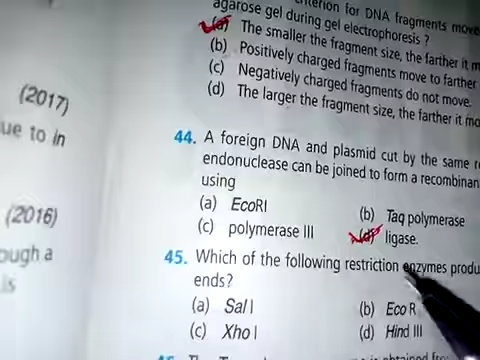 (2017)
ue to in
(2016)
ough a
is
for DNA fragments
agarose gel during gel electrophoresis ?
(a) The smaller the fragment size, the farther it
(b) Positively charged fragments move to farther
(c) Negatively charged fragments do not move.
(d) The larger the fragment size, the farther it
44. A foreign DNA and plasmid cut by the same
endonuclease can be joined to form a
using
(a) EcoRI
(b) Taq polymerase
(c) polymerase III
(d) ligase.
45. Which of the following restriction enzymes
ends?
(a) Sal I
(b) Eco R
(c) Xho I
(d) Hind III